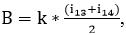 B = k * (i₁₃+i₁₄)/2,